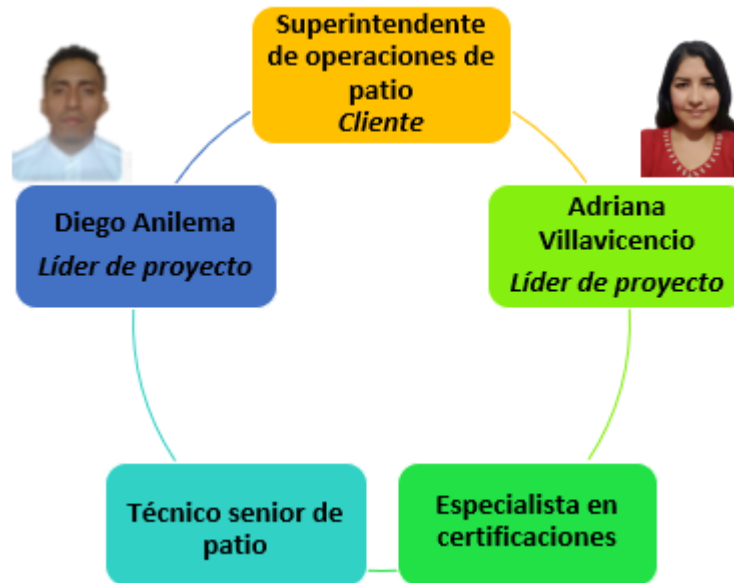 Superintendente
de operaciones de
patio
Cliente
Diego Anilema
Líder de proyecto
Adriana
Villavicencio
Líder de proyecto
Técnico senior de
patio
Especialista en
certificaciones